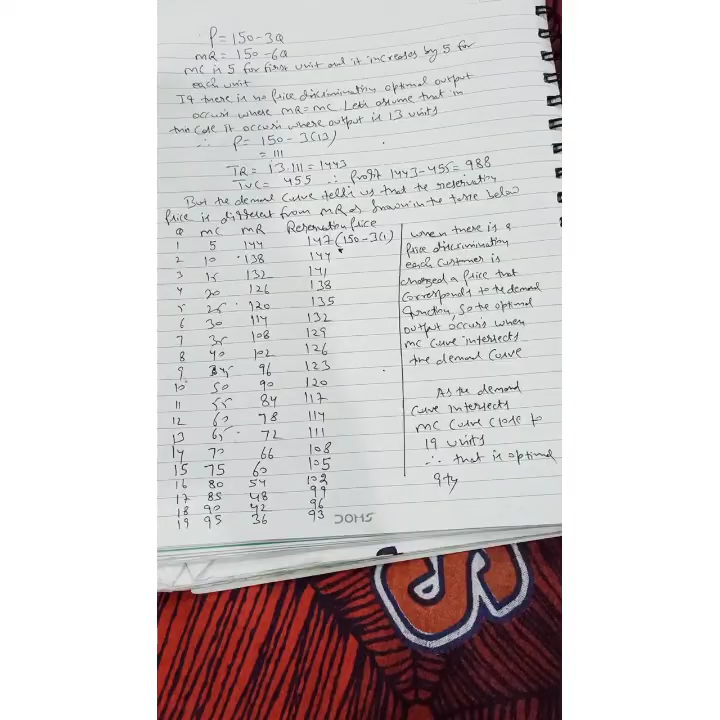 P = 150-3Q
MR = 150-6Q
MC is 5 for first unit and it increases by 5 for
each unit
If there is no price discrimination optimal output
occurs where MR=MC. Let's assume that in
this case it occurs where output is 13 units
∴ P = 150-3(13)
= 111
TR = 13.111 = 1443
TVC = 455 ∴ Profit 1443-455 = 988
But the demand curve tell's us that the reservation
price is different from MR as shown in the table below
Q MC MR Reservation price
1 5 144 147 (150-3(1)
2 10 138 144
3 15 132 141
4 20 126 138
5 25 120 135
6 30 114 132
7 35 108 129
8 40 102 126
9 45 96 123
10 50 90 120
11 55 84 117
12 60 78 114
13 65 72 111
14 70 66 108
15 75 60 105
16 80 54 102
17 85 48 99
18 90 42 96
19 95 36 93
when there is a
price discrimination
each customer is
charged a price that
corresponds to the demand
function, so the optimal
output occurs when
MC curve intersects
the demand curve
As the demand
curve intersects
MC curve close to
19 units
∴ that is optimal
qty